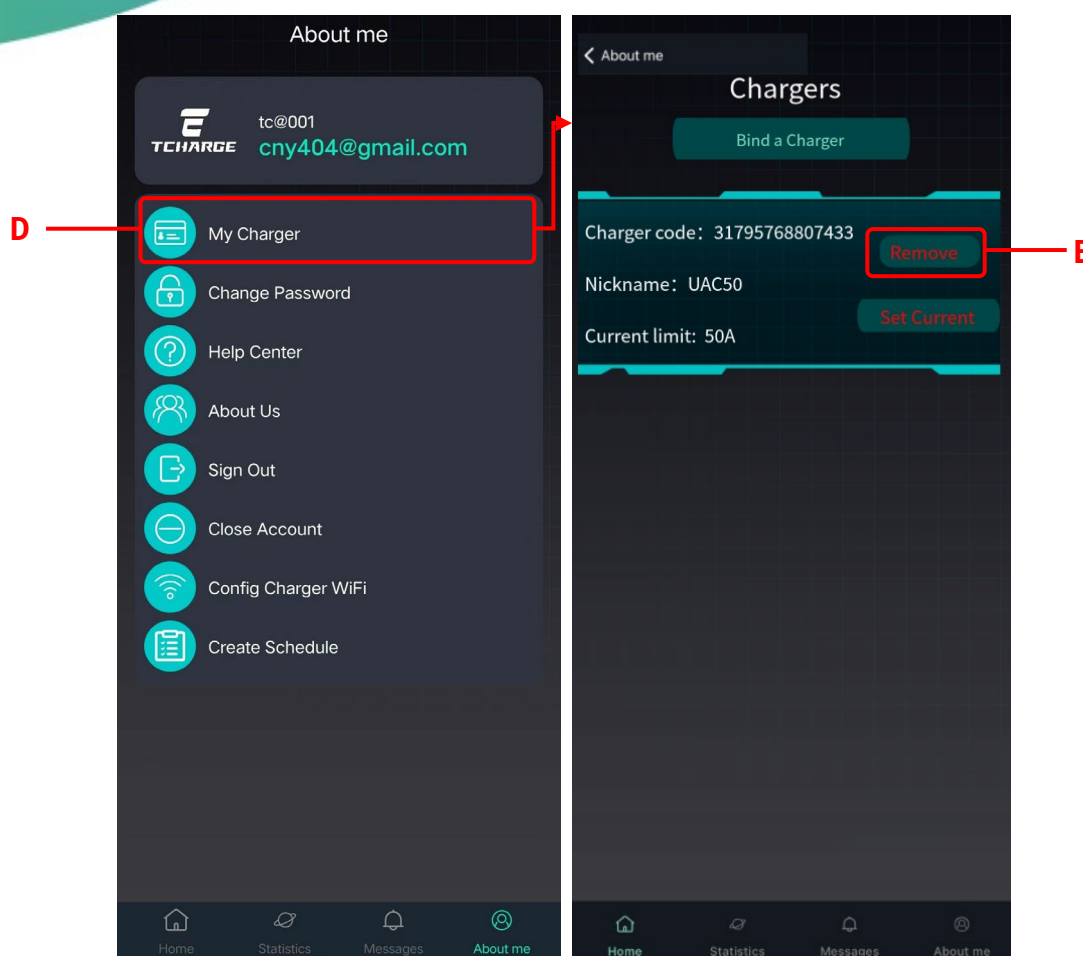 About me
TCHARGE
tc@001
cny404@gmail.com
D
My Charger
Change Password
Help Center
About Us
Sign Out
Close Account
Config Charger WiFi
Create Schedule
Home
Statistics
Messages
About me
About me
Chargers
Bind a Charger
Charger code: 31795768807433
Remove
Nickname: UAC50
Set Current
Current limit: 50A
Home
Statistics
Messages
About me